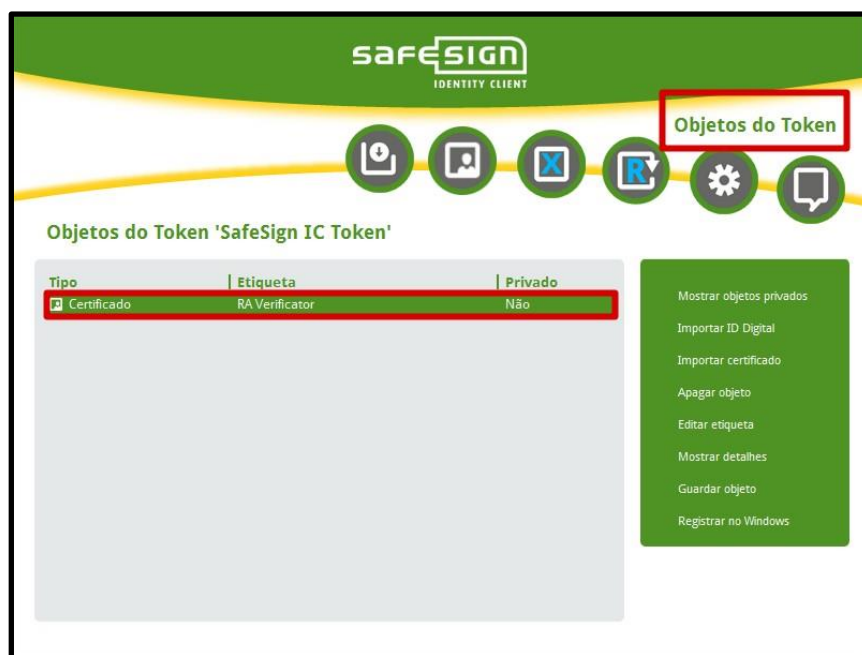 safesign
IDENTITY CLIENT
Objetos do Token
X
R
Objetos do Token 'SafeSign IC Token'
Tipo Etiqueta Privado
Certificado RA Verificator Não
Mostrar objetos privados
Importar ID Digital
Importar certificado
Apagar objeto
Editar etiqueta
Mostrar detalhes
Guardar objeto
Registrar no Windows